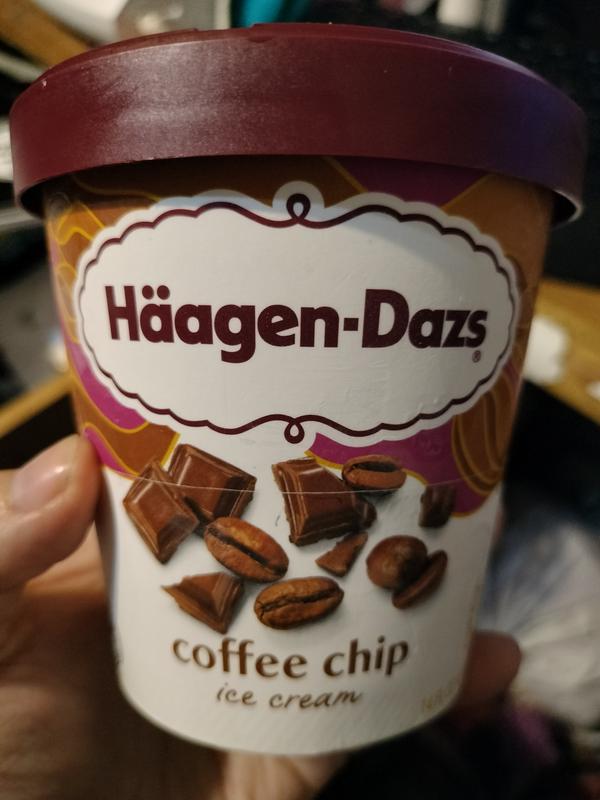 Häagen-Dazs®
coffee chip
ice cream